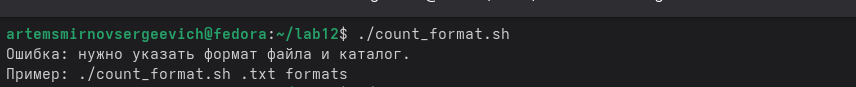 artemsmirnovsergeevich@fedora:~/lab12$ ./count_format.sh
Ошибка: нужно указать формат файла и каталог.
Пример: ./count_format.sh .txt formats